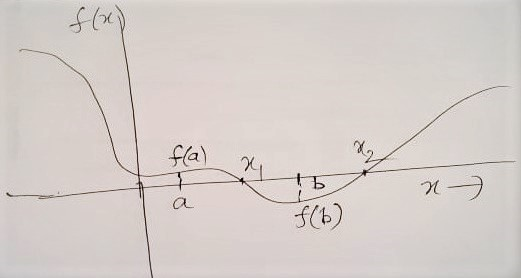 f(x)
f(a)
x₁
x₂
a
b
f(b)
x →